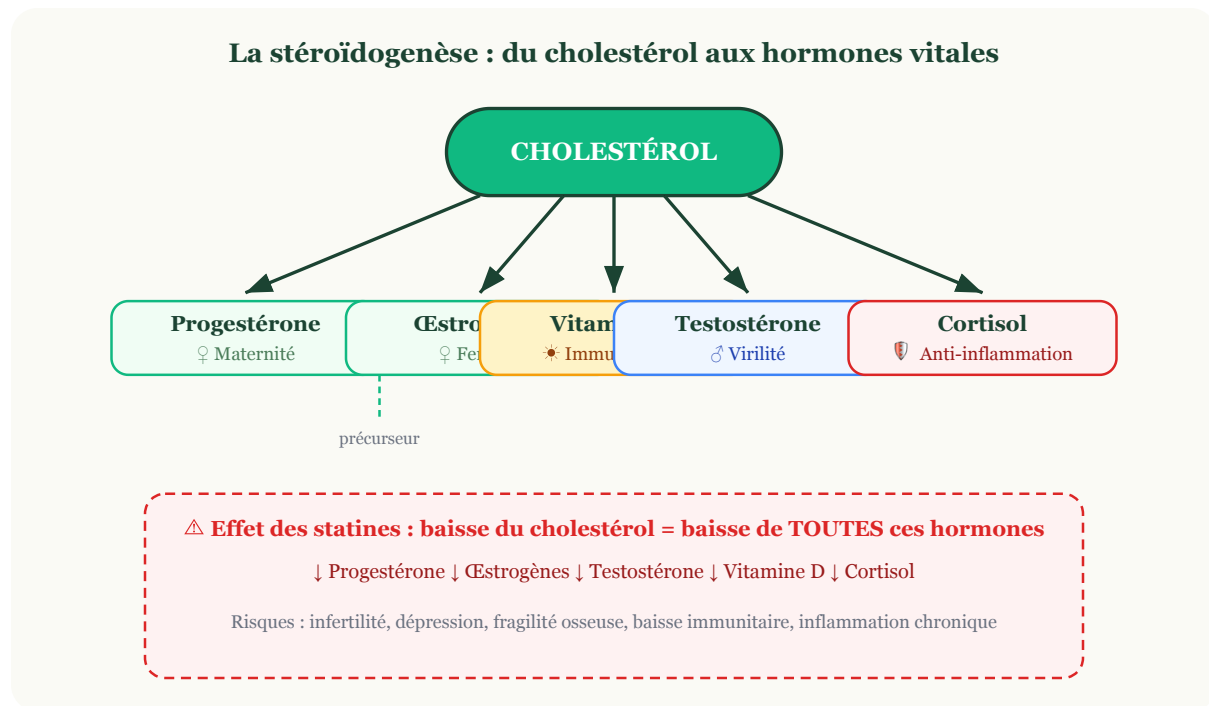 La stéroïdogenèse : du cholestérol aux hormones vitales
CHOLESTÉROL
Progestérone
♀ Maternité
Testostérone
♂ Virilité
Cortisol
🛡 Anti-inflammation
précurseur
⚠ Effet des statines : baisse du cholestérol = baisse de TOUTES ces hormones
↓ Progestérone ↓ Œstrogènes ↓ Testostérone ↓ Vitamine D ↓ Cortisol
Risques : infertilité, dépression, fragilité osseuse, baisse immunitaire, inflammation chronique